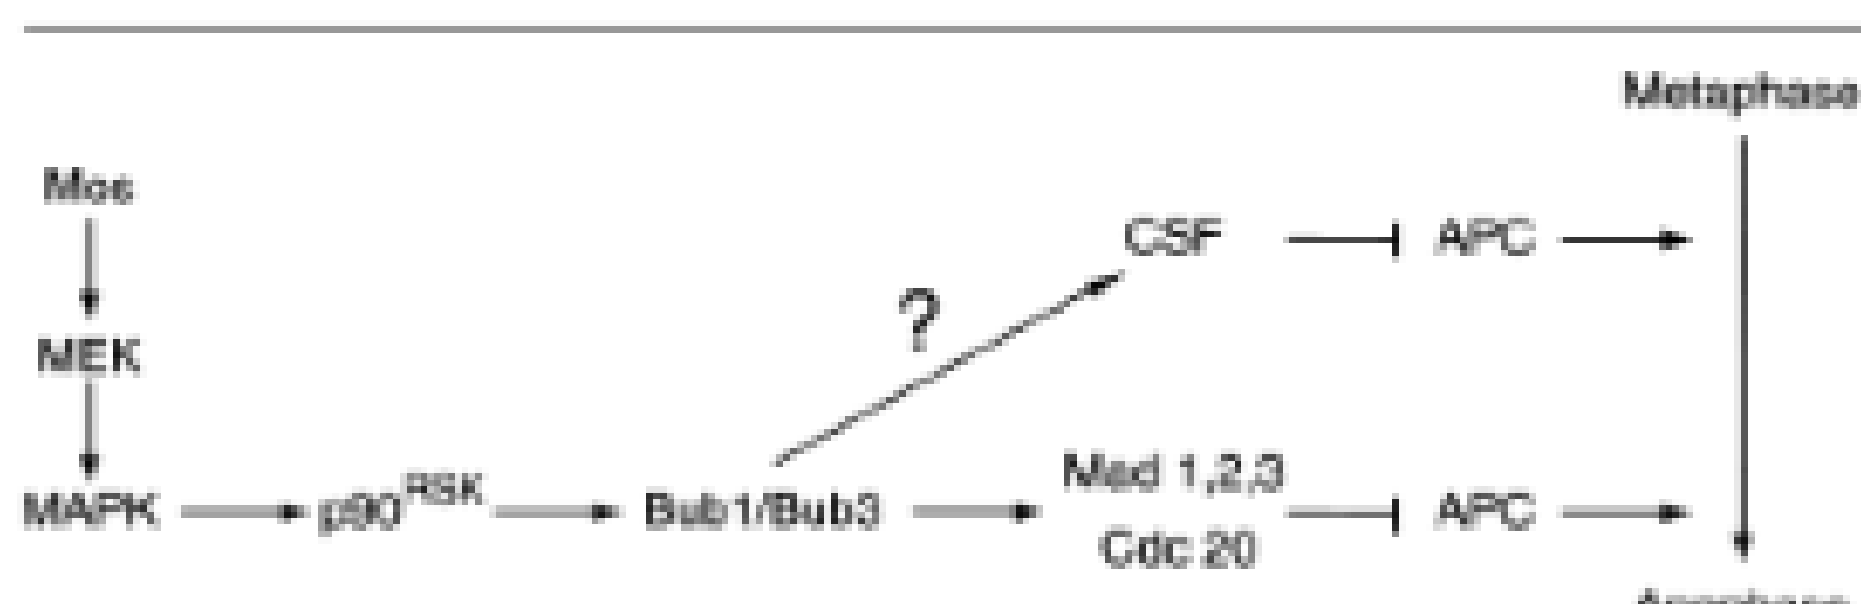 Metaphase
Mos
CSF
APC
?
MEK
Mad 1,2,3
MAPK
p90RSK
Bub1/Bub3
APC
Cdc 20